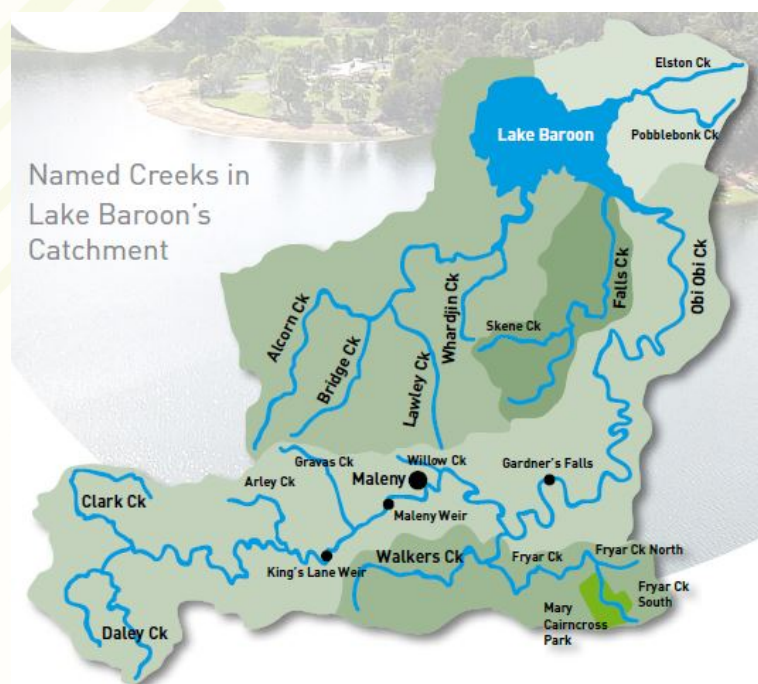 Named Creeks in
Lake Baroon's
Catchment
Elston Ck
Lake Baroon
Pobblebonk Ck
Alcorn Ck
Bridge Ck
Lawley Ck
Whardjin Ck
Skene Ck
Falls Ck
Obi Obi Ck
Gravas Ck
Willow Ck
Gardner's Falls
Arley Ck
Maleny
Clark Ck
Maleny Weir
King's Lane Weir
Walkers Ck
Fryar Ck
Fryar Ck North
Fryar Ck
South
Mary
Cairncross
Park
Daley Ck